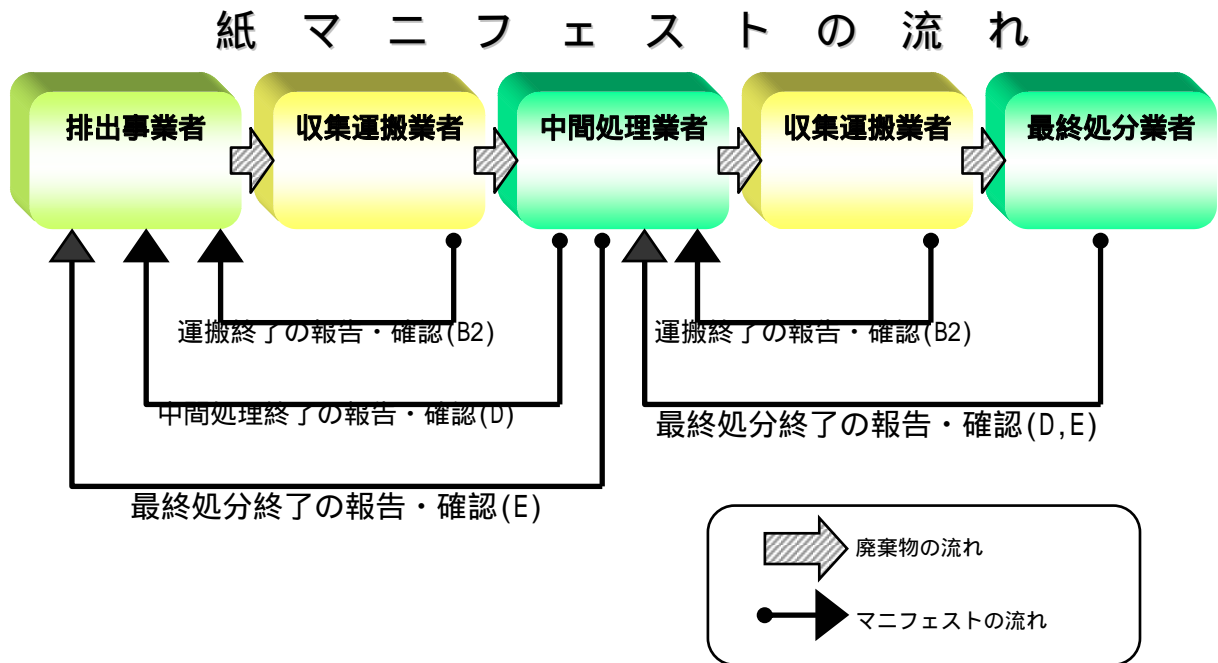 紙マニフェストの流れ
排出事業者
収集運搬業者
中間処理業者
収集運搬業者
最終処分業者
運搬終了の報告・確認(B2)
運搬終了の報告・確認(B2)
中間処理終了の報告・確認(D)
最終処分終了の報告・確認(D,E)
最終処分終了の報告・確認(E)
廃棄物の流れ
マニフェストの流れ